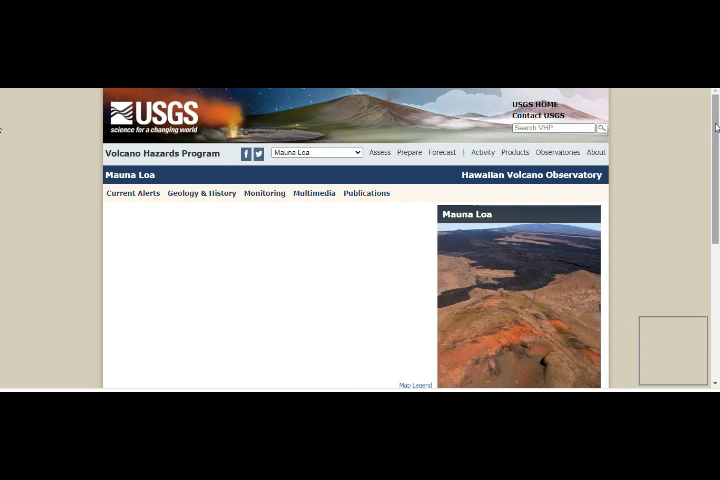 USGS
science for a changing world
USGS HOME
Contact USGS
Search VHP
Volcano Hazards Program
Mauna Loa
Assess Prepare Forecast | Activity Products Observatories About
Mauna Loa
Hawaiian Volcano Observatory
Current Alerts Geology & History Monitoring Multimedia Publications
Mauna Loa
Map Legend